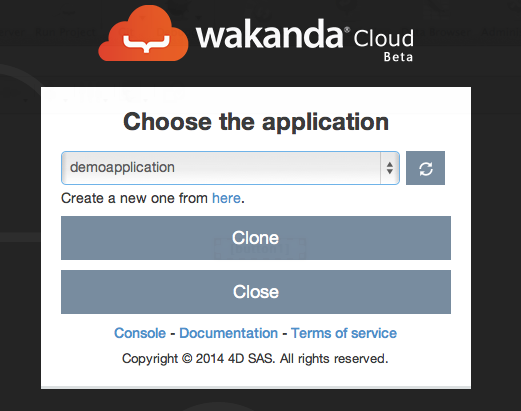 wakanda® Cloud
Beta
Choose the application
demoapplication
Create a new one from here.
Clone
Close
Console - Documentation - Terms of service
Copyright © 2014 4D SAS. All rights reserved.